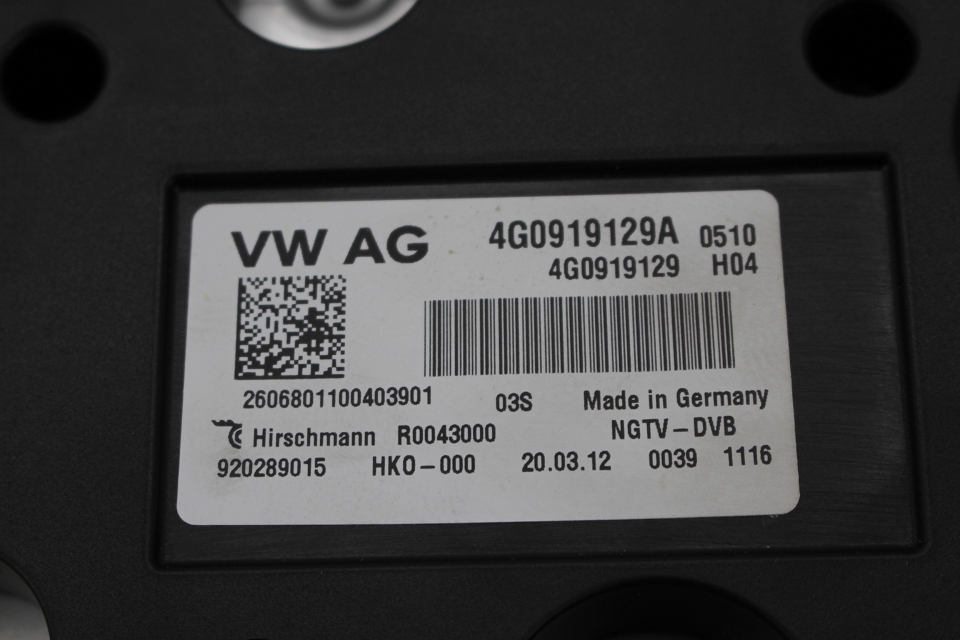 VW AG 4G0919129A 0510
4G0919129 H04
2606801100403901 03S Made in Germany
Hirschmann R0043000 NGTV-DVB
920289015 HKO-000 20.03.12 0039 1116